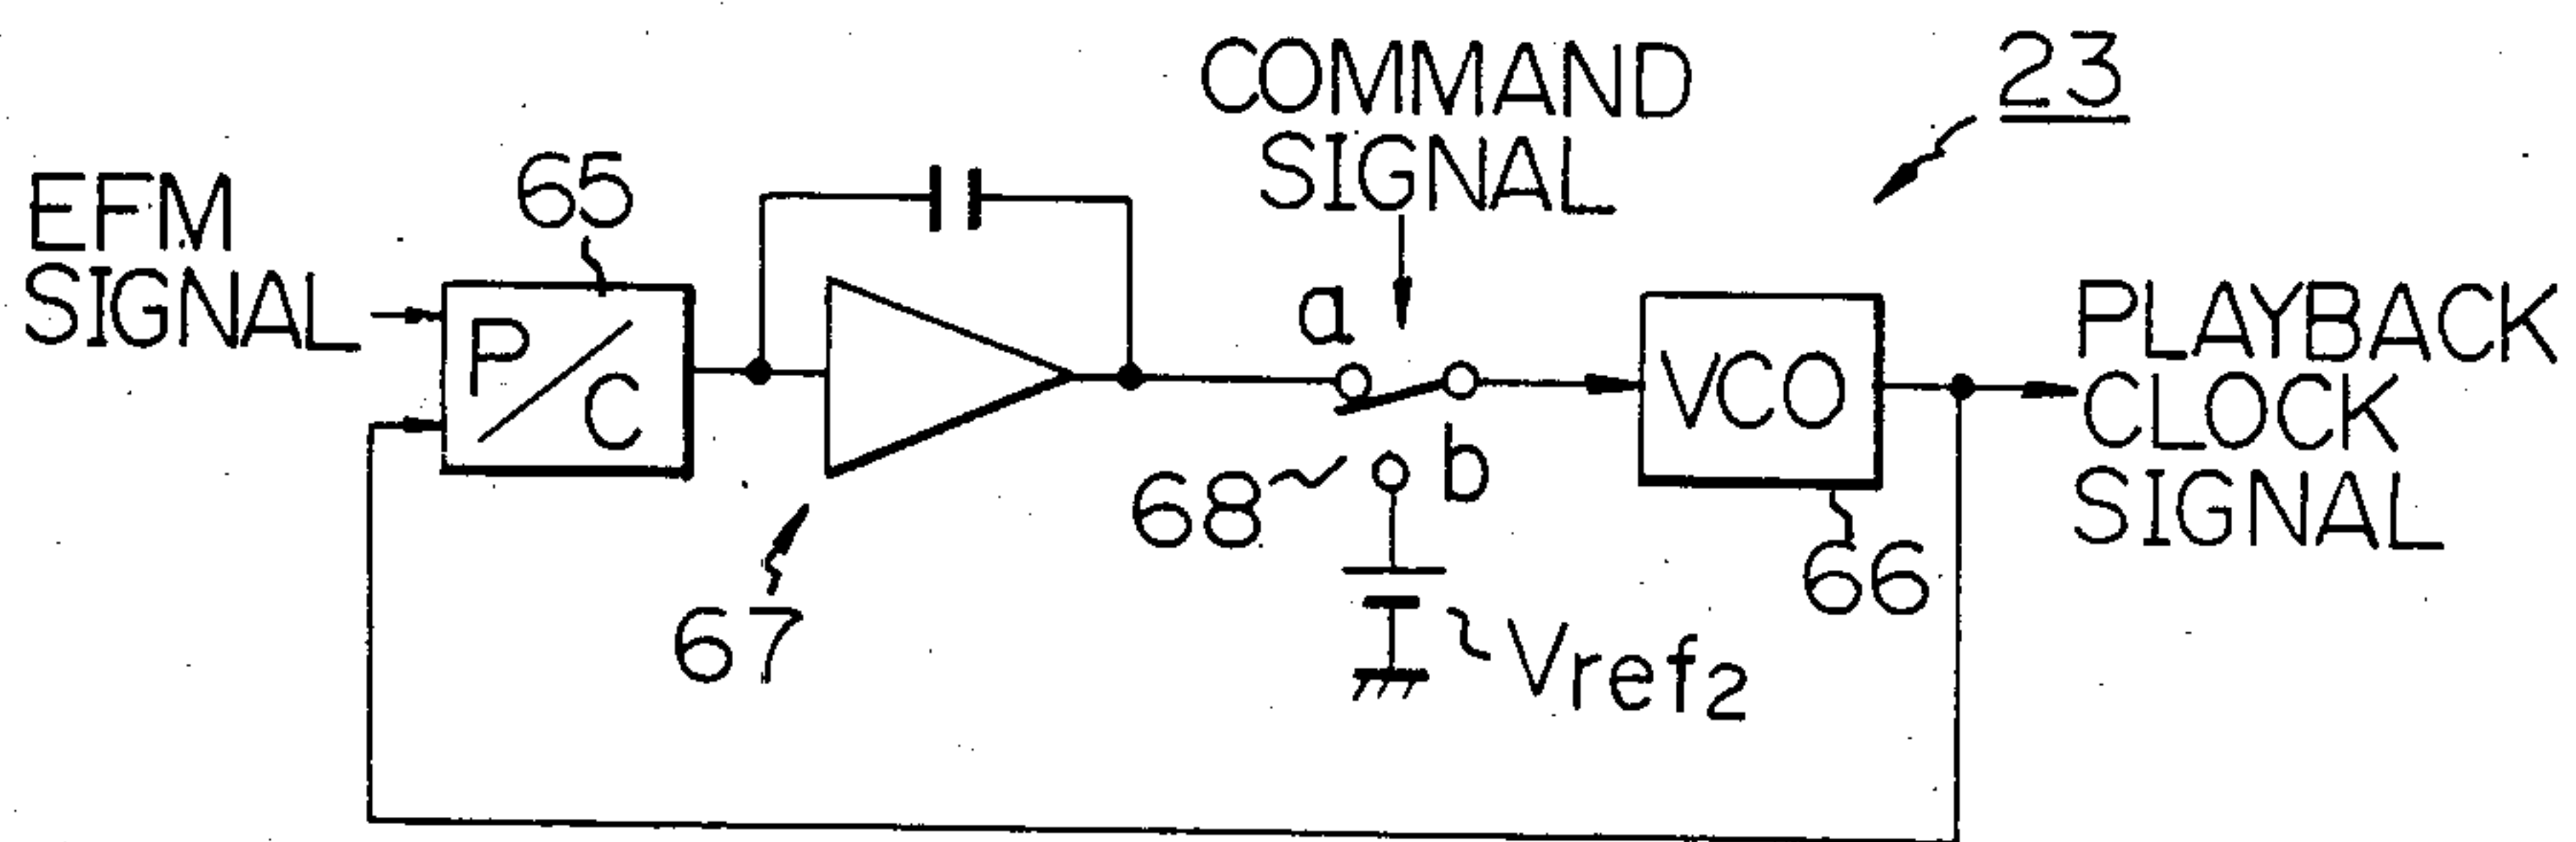 EFM
SIGNAL
65
P/C
67
COMMAND
SIGNAL
a
b
68
Vref2
VCO
66
23
PLAYBACK
CLOCK
SIGNAL